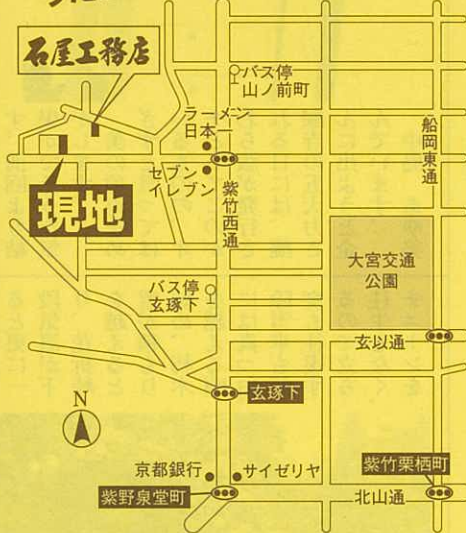 石屋工務店
バス停
山ノ前町
ラーメン
日本一
船岡東通
セブン
イレブン
紫竹西通
現地
大宮交通
公園
バス停
玄琢下
玄以通
玄琢下
N
京都銀行
サイゼリヤ
紫竹栗栖町
紫野泉堂町
北山通